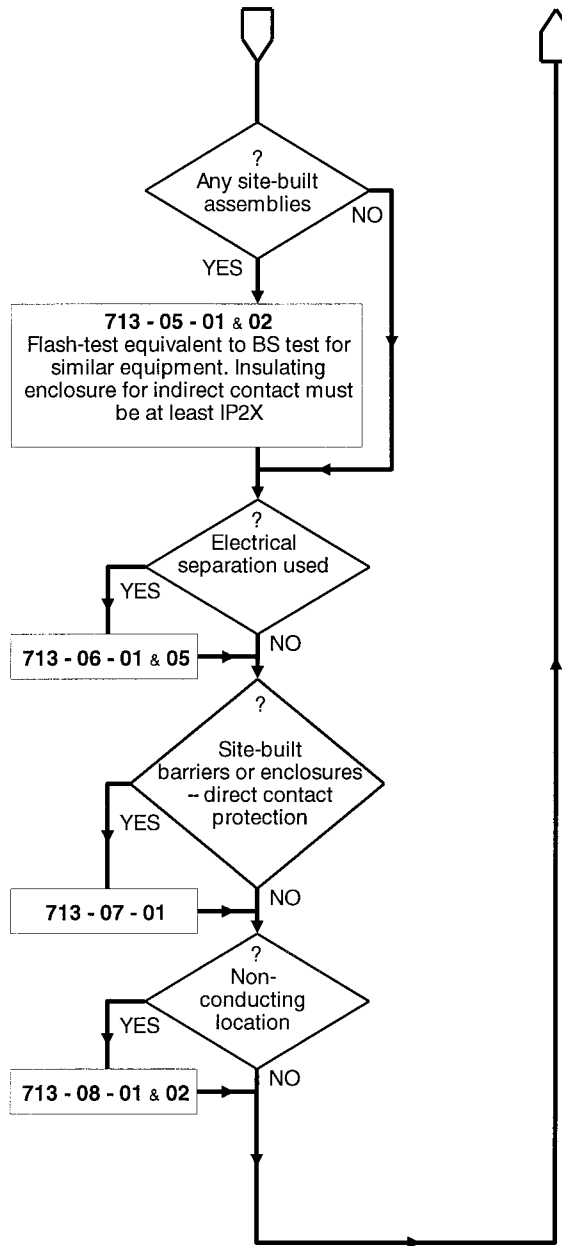 ?
Any site-built
assemblies
NO
YES
713 - 05 - 01 & 02
Flash-test equivalent to BS test for
similar equipment. Insulating
enclosure for indirect contact must
be at least IP2X
?
Electrical
separation used
YES
NO
713 - 06 - 01 & 05
?
Site-built
barriers or enclosures
– direct contact
protection
YES
NO
713 - 07 - 01
?
Non-
conducting
location
YES
NO
713 - 08 - 01 & 02